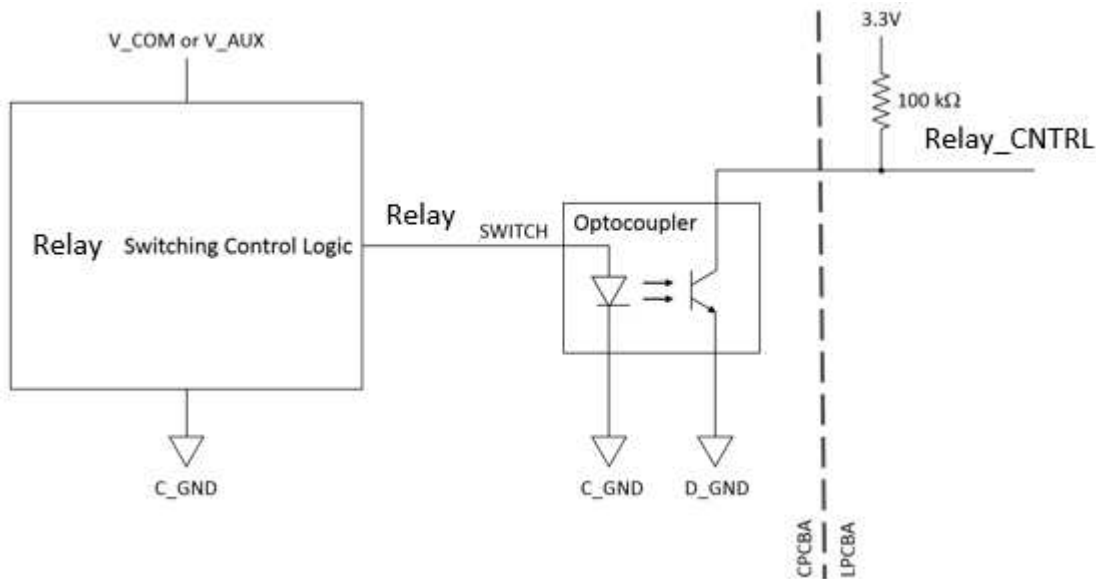 3.3V
V_COM or V_AUX
100 kΩ
Relay_CNTRL
Relay
SWITCH
Optocoupler
Relay Switching Control Logic
C_GND
C_GND
D_GND
CPCBA
LPCBA